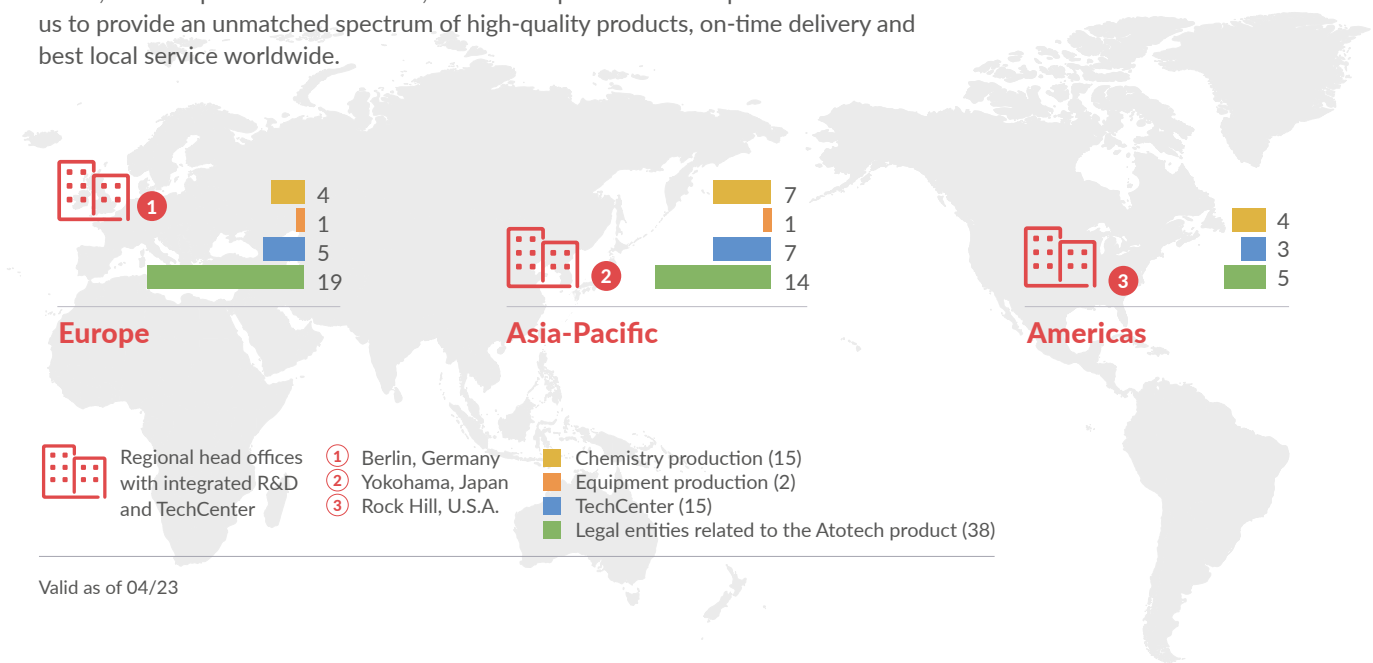 us to provide an unmatched spectrum of high-quality products, on-time delivery and
best local service worldwide.
1
4
1
5
19
Europe
2
7
1
7
14
Asia-Pacific
3
4
3
5
Americas
Regional head offices
with integrated R&D
and TechCenter
1 Berlin, Germany
2 Yokohama, Japan
3 Rock Hill, U.S.A.
Chemistry production (15)
Equipment production (2)
TechCenter (15)
Legal entities related to the Atotech product (38)
Valid as of 04/23